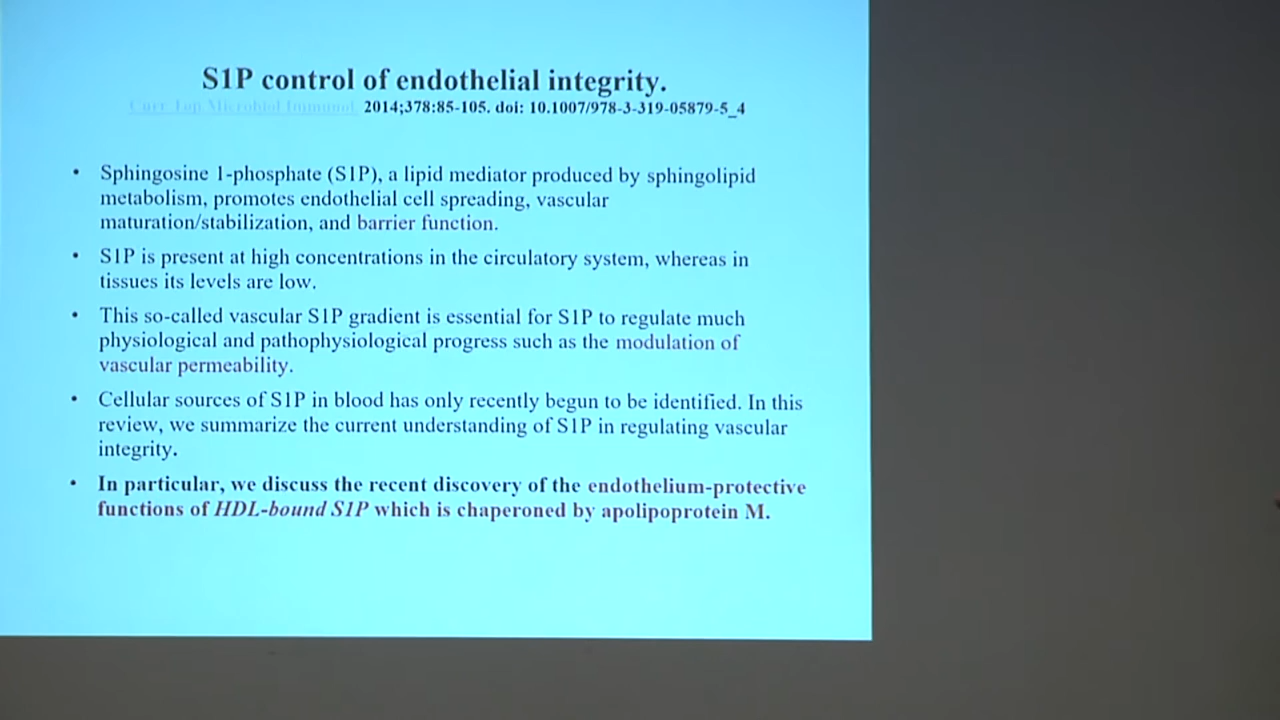 S1P control of endothelial integrity.
Curr Top Microbiol Immunol. 2014;378:85-105. doi: 10.1007/978-3-319-05879-5_4
• Sphingosine 1-phosphate (S1P), a lipid mediator produced by sphingolipid
metabolism, promotes endothelial cell spreading, vascular
maturation/stabilization, and barrier function.
• S1P is present at high concentrations in the circulatory system, whereas in
tissues its levels are low.
• This so-called vascular S1P gradient is essential for S1P to regulate much
physiological and pathophysiological progress such as the modulation of
vascular permeability.
• Cellular sources of S1P in blood has only recently begun to be identified. In this
review, we summarize the current understanding of S1P in regulating vascular
integrity.
• In particular, we discuss the recent discovery of the endothelium-protective
functions of HDL-bound S1P which is chaperoned by apolipoprotein M.